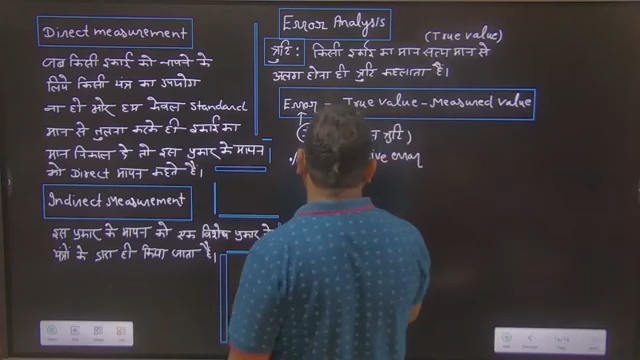 Direct measurement
जब किसी इकाई को नापने के
लिये किसी यंत्र का उपयोग
ना हो और हम केवल standard
मान से तुलना करके ही इकाई का
मान निकाल दे तो इस प्रकार के मापन
को Direct मापन कहते है।
Indirect Measurement
इस प्रकार के मापन को एक विशेष प्रकार के
यंत्रों के द्वारा ही किया जाता है।
Error Analysis
(True value)
त्रुटि: किसी इकाई का मान सत्य मान से
अलग होना ही त्रुटि कहलाता है।
Error = True value - Measured value
त्रुटि)
error